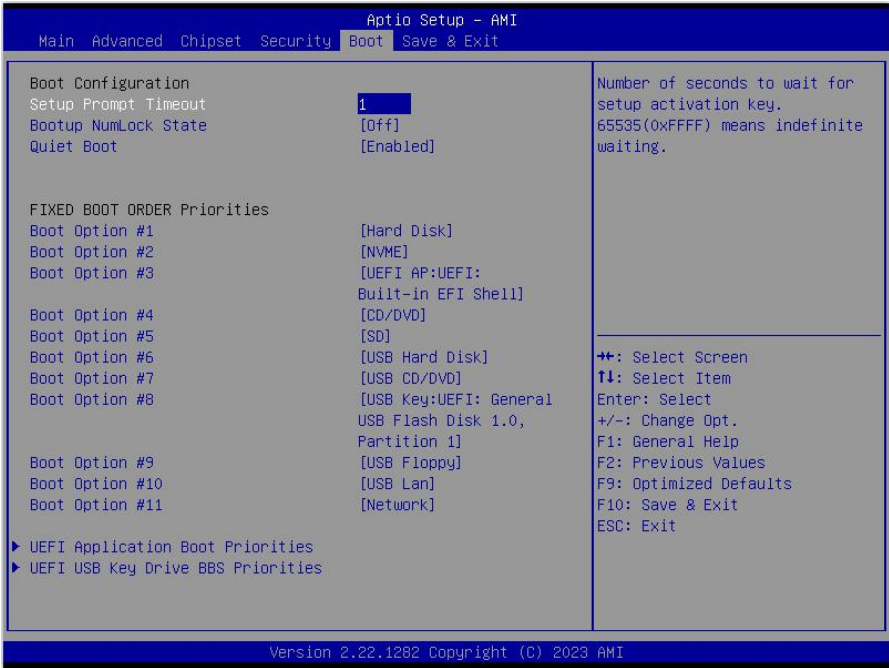 Aptio Setup – AMI
Main Advanced Chipset Security Boot Save & Exit
Boot Configuration
Setup Prompt Timeout 1
Bootup NumLock State [Off]
Quiet Boot [Enabled]
FIXED BOOT ORDER Priorities
Boot Option #1 [Hard Disk]
Boot Option #2 [NVME]
Boot Option #3 [UEFI AP:UEFI:
Built-in EFI Shell]
Boot Option #4 [CD/DVD]
Boot Option #5 [SD]
Boot Option #6 [USB Hard Disk]
Boot Option #7 [USB CD/DVD]
Boot Option #8 [USB Key:UEFI: General
USB Flash Disk 1.0,
Partition 1]
Boot Option #9 [USB Floppy]
Boot Option #10 [USB Lan]
Boot Option #11 [Network]
▶ UEFI Application Boot Priorities
▶ UEFI USB Key Drive BBS Priorities
Number of seconds to wait for
setup activation key.
65535(0xFFFF) means indefinite
waiting.
→←: Select Screen
↑↓: Select Item
Enter: Select
+/-: Change Opt.
F1: General Help
F2: Previous Values
F9: Optimized Defaults
F10: Save & Exit
ESC: Exit
Version 2.22.1282 Copyright (C) 2023 AMI